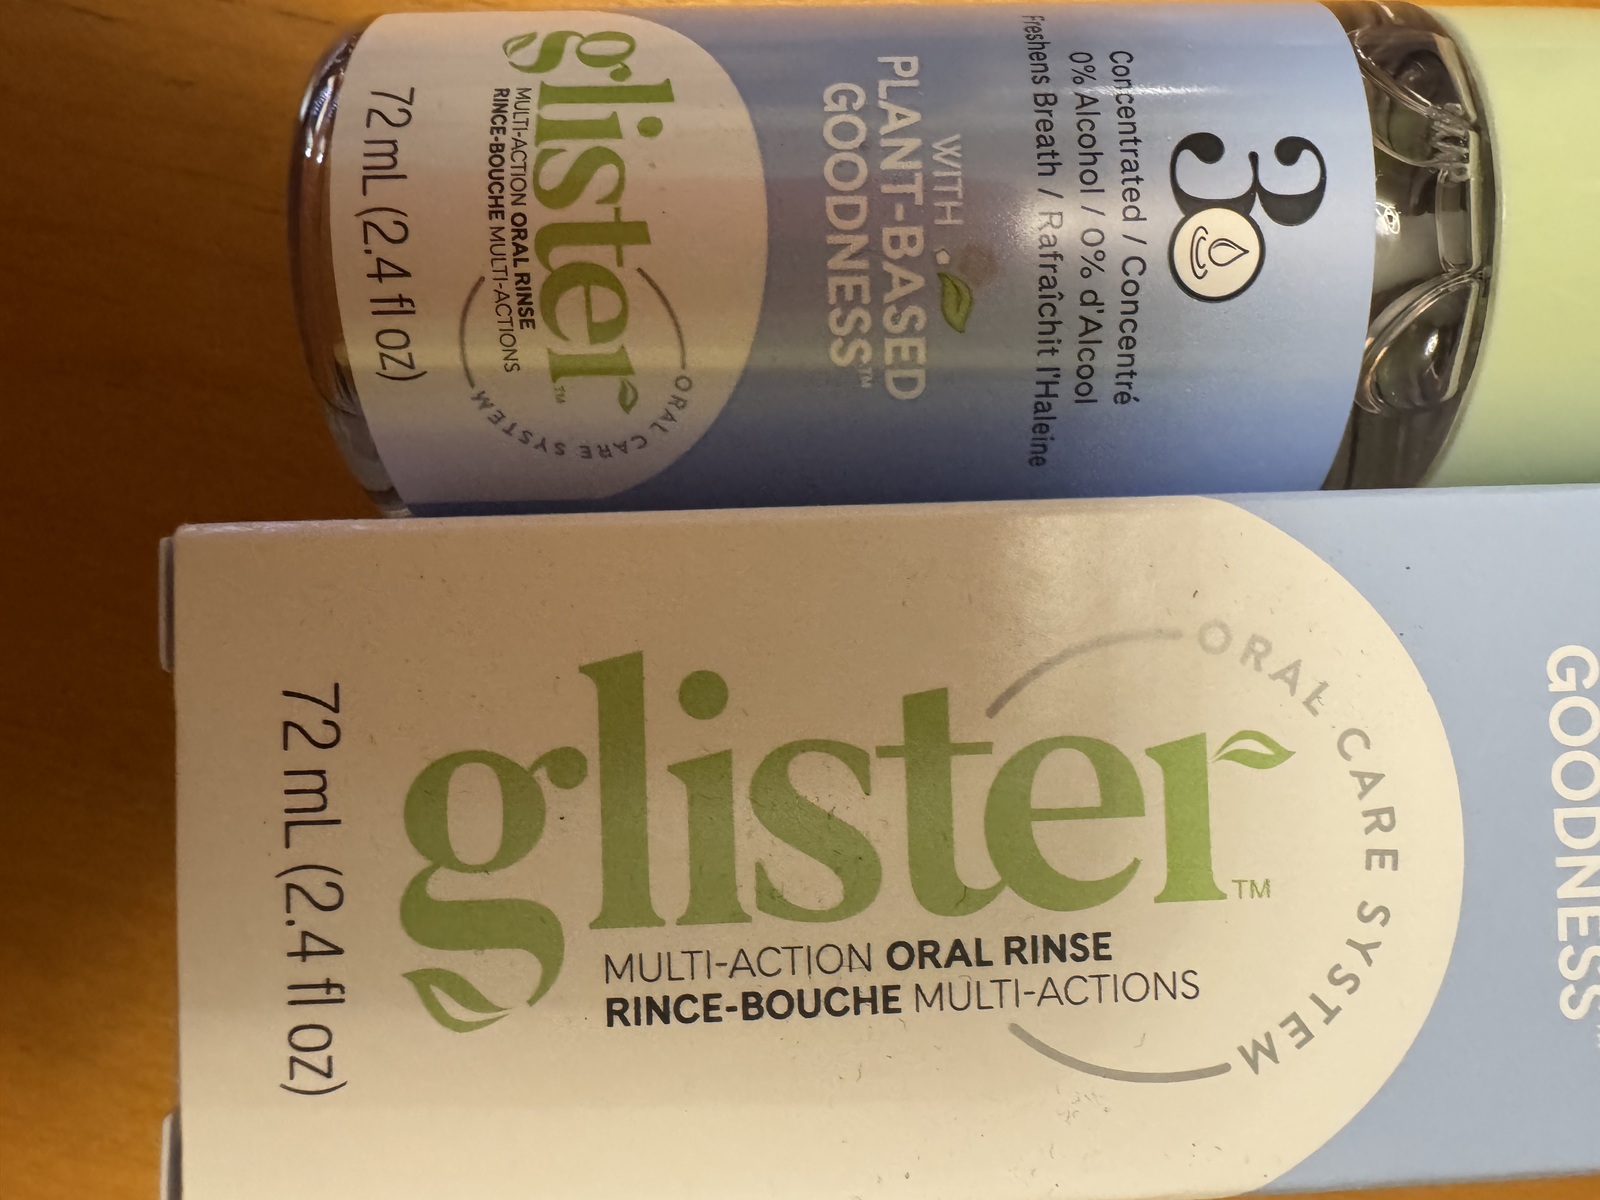 3
Concentrated / Concentré
0% Alcohol / 0% d'Alcool
Freshens Breath / Rafraîchit l'Haleine
WITH
PLANT-BASED
GOODNESS™
glister™
MULTI-ACTION ORAL RINSE
RINCE-BOUCHE MULTI-ACTIONS
ORAL CARE SYSTEM
72 mL (2.4 fl oz)
GOODNESS™
glister™
MULTI-ACTION ORAL RINSE
RINCE-BOUCHE MULTI-ACTIONS
ORAL CARE SYSTEM
72 mL (2.4 fl oz)